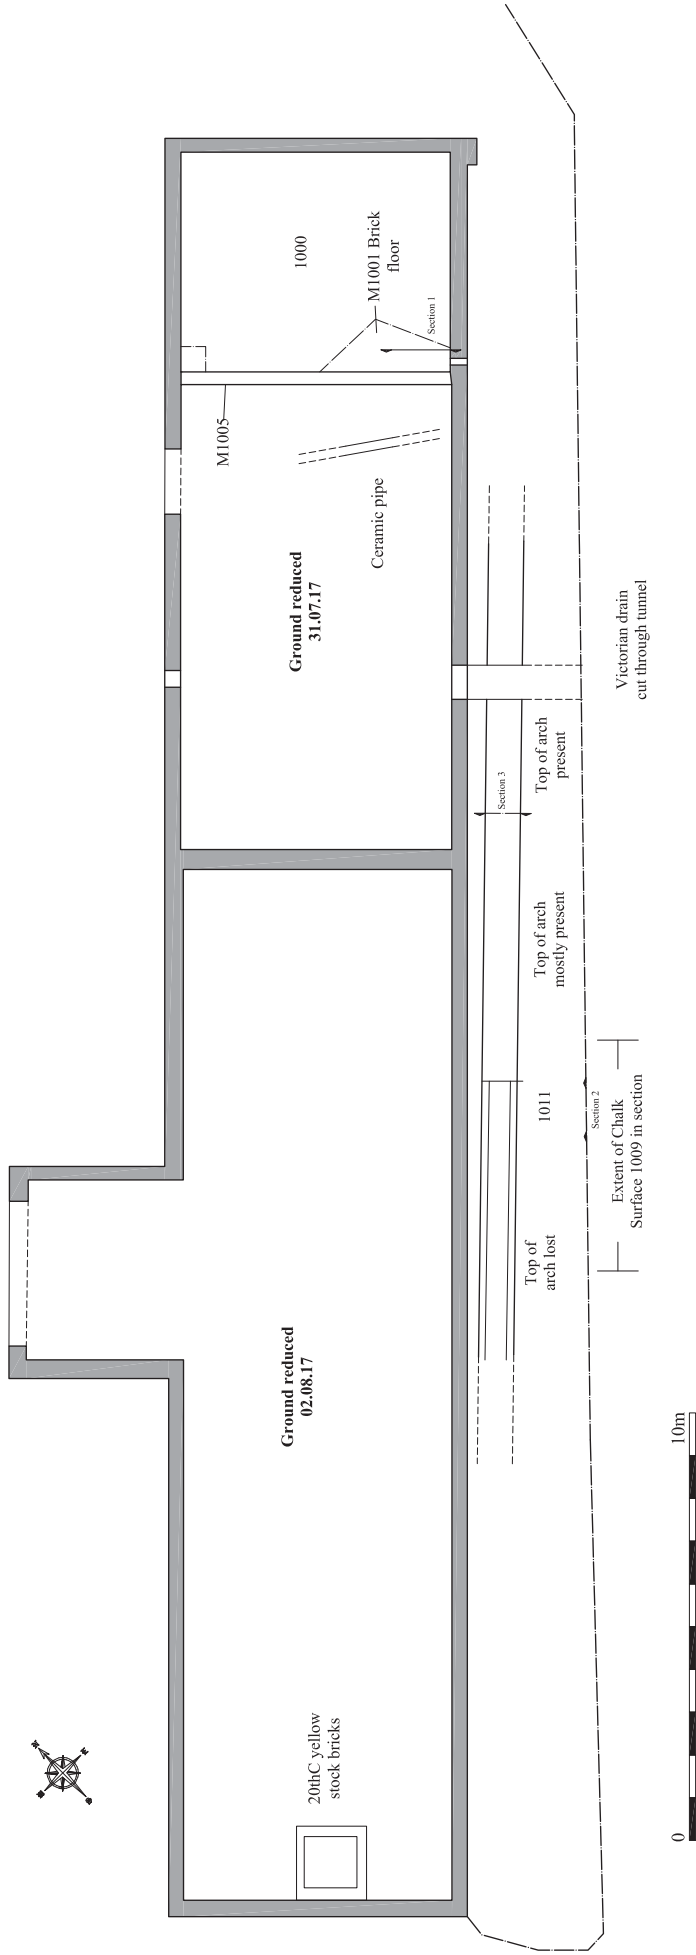 1000
M1001 Brick
floor
Section 1
M1005
Ceramic pipe
Ground reduced
31.07.17
Victorian drain
cut through tunnel
Top of arch
present
Section 3
Top of arch
mostly present
1011
Section 2
Extent of Chalk
Surface 1009 in section
Top of
arch lost
Ground reduced
02.08.17
20thC yellow
stock bricks
0
10m